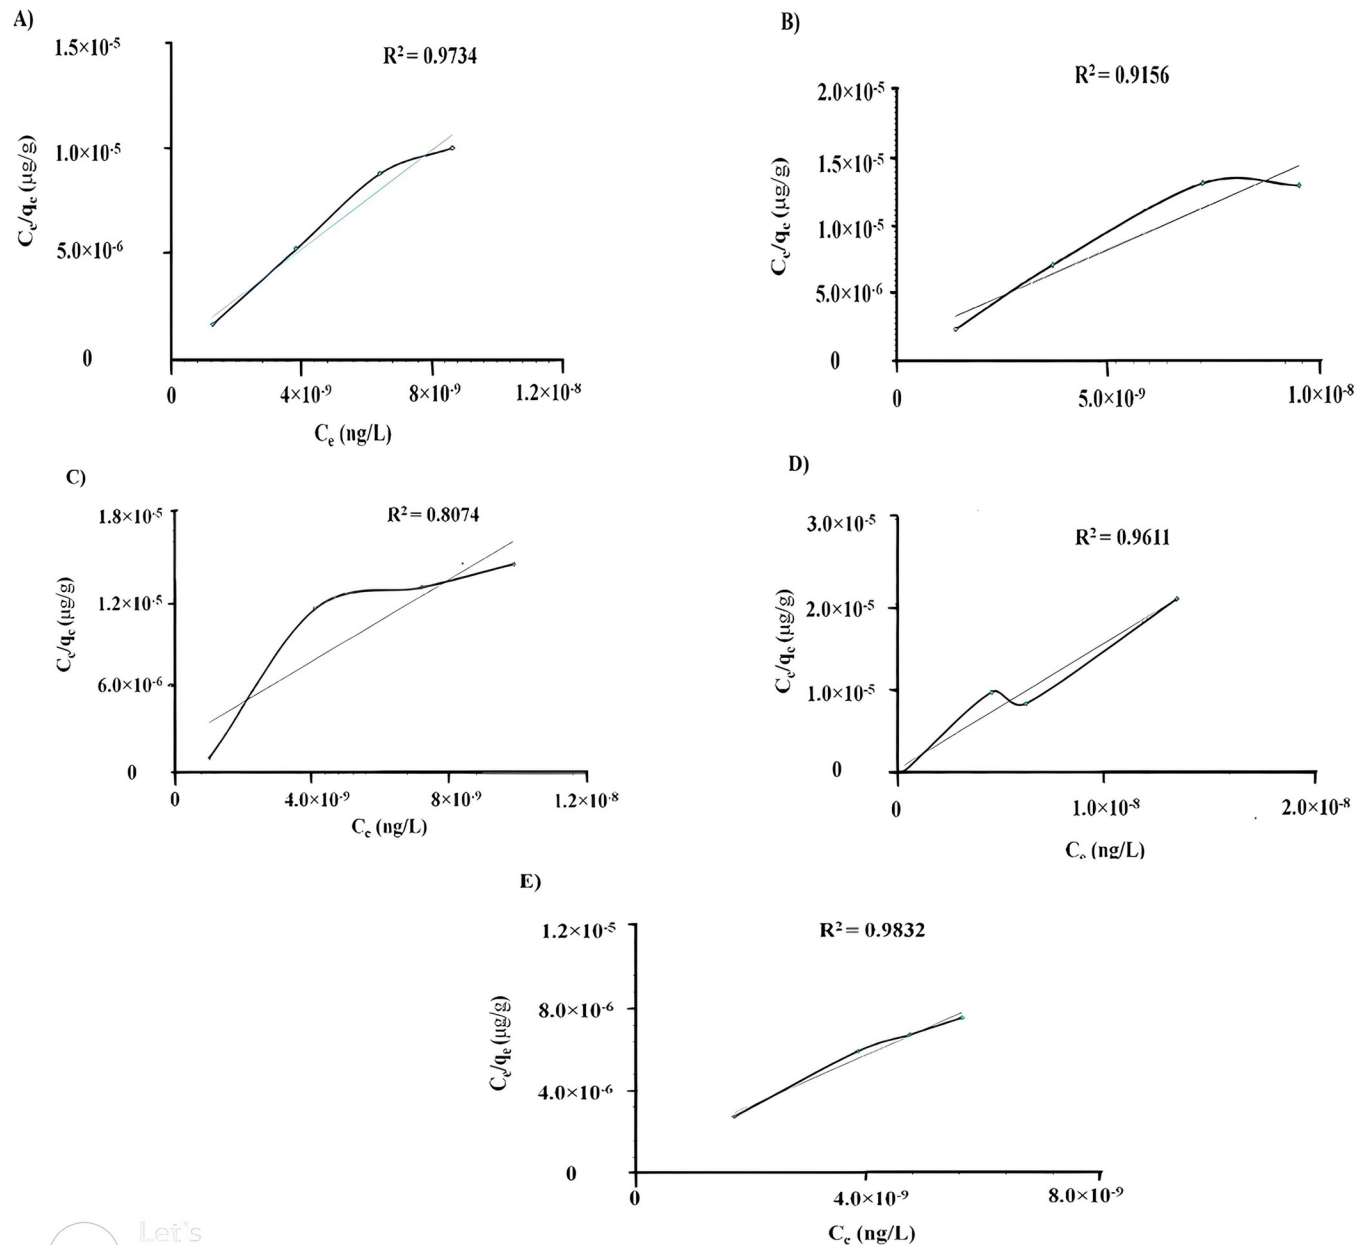 A)
R² = 0.9734
1.5×10⁻⁵
1.0×10⁻⁵
5.0×10⁻⁶
0
Cₑ/qₑ (µg/g)
0 4×10⁻⁹ 8×10⁻⁹ 1.2×10⁻⁸
Cₑ (ng/L)
B)
R² = 0.9156
2.0×10⁻⁵
1.5×10⁻⁵
1.0×10⁻⁵
5.0×10⁻⁶
0
Cₑ/qₑ (µg/g)
0 5.0×10⁻⁹ 1.0×10⁻⁸
C)
R² = 0.8074
1.8×10⁻⁵
1.2×10⁻⁵
6.0×10⁻⁶
0
Cₑ/qₑ (µg/g)
0 4.0×10⁻⁹ 8×10⁻⁹ 1.2×10⁻⁸
Cₑ (ng/L)
D)
R² = 0.9611
3.0×10⁻⁵
2.0×10⁻⁵
1.0×10⁻⁵
0
Cₑ/qₑ (µg/g)
0 1.0×10⁻⁸ 2.0×10⁻⁸
Cₑ (ng/L)
E)
R² = 0.9832
1.2×10⁻⁵
8.0×10⁻⁶
4.0×10⁻⁶
0
Cₑ/qₑ (µg/g)
0 4.0×10⁻⁹ 8.0×10⁻⁹
Cₑ (ng/L)
Let's